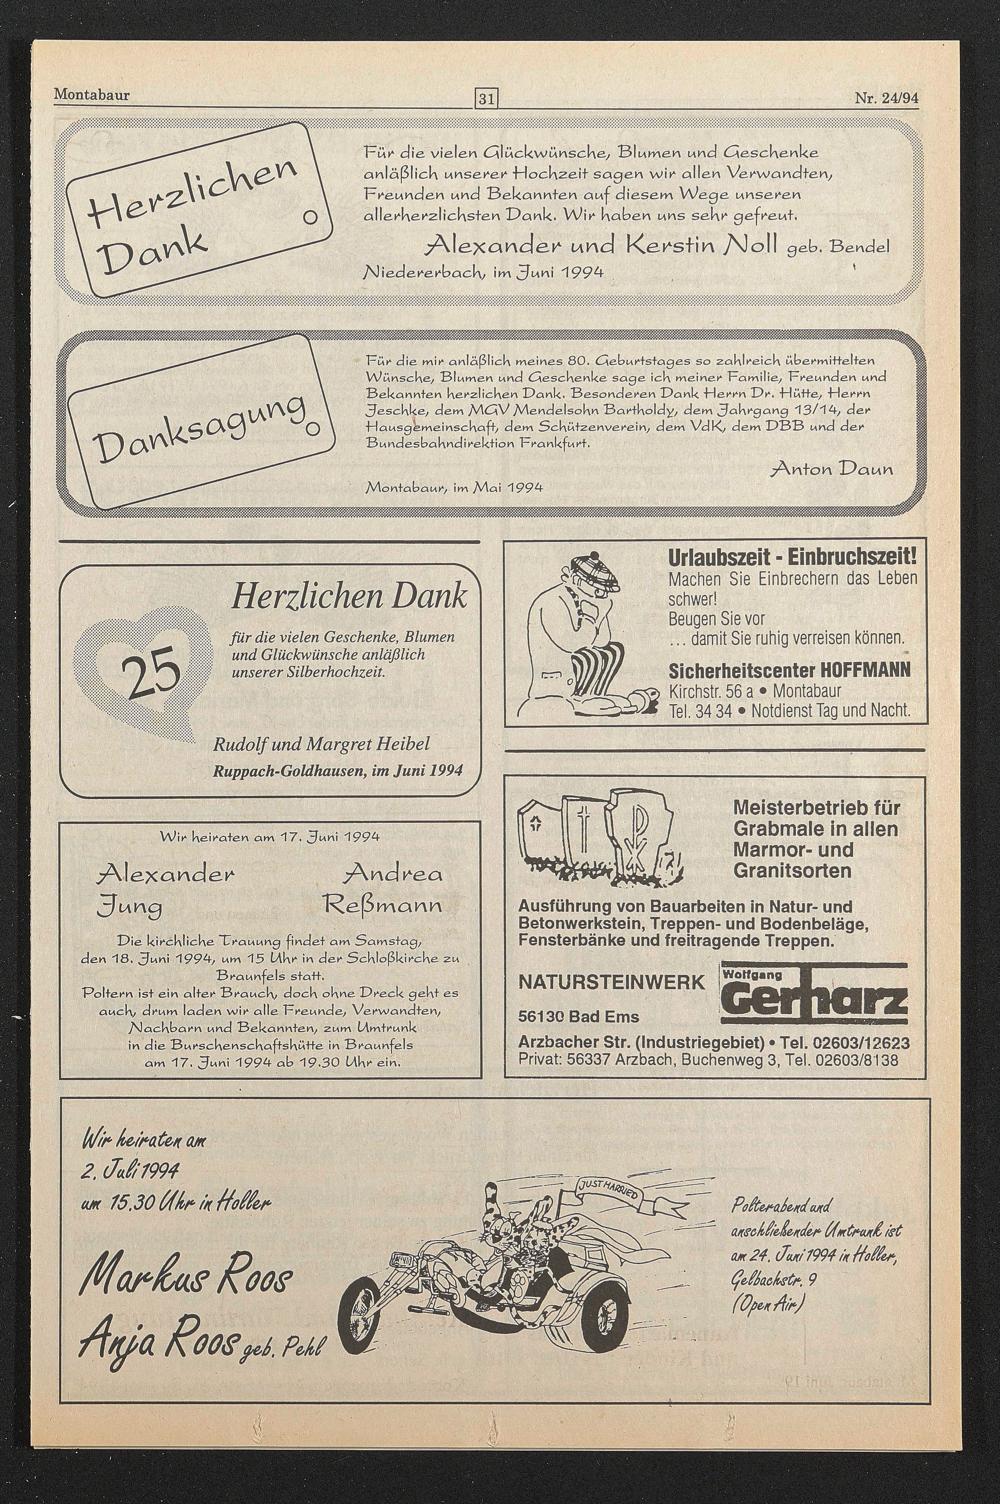 Montabaur
31
Nr. 24/94
Herzlichen
Dank
Für die vielen Glückwünsche, Blumen und Geschenke
anläßlich unserer Hochzeit sagen wir allen Verwandten,
Freunden und Bekannten auf diesem Wege unseren
allerherzlichsten Dank. Wir haben uns sehr gefreut.
Alexander und Kerstin Noll geb. Bendel
Niedererbach, im Juni 1994
Danksagung
Für die mir anläßlich meines 80. Geburtstages so zahlreich übermittelten
Wünsche, Blumen und Geschenke sage ich meiner Familie, Freunden und
Bekannten herzlichen Dank. Besonderen Dank Herrn Dr. Hütte, Herrn
Jeschke, dem MGV Mendelsohn Bartholdy, dem Jahrgang 13/14, der
Hausgemeinschaft, dem Schützenverein, dem VdK, dem DBB und der
Bundesbahndirektion Frankfurt.
Anton Daun
Montabaur, im Mai 1994
25
Herzlichen Dank
für die vielen Geschenke, Blumen
und Glückwünsche anläßlich
unserer Silberhochzeit.
Rudolf und Margret Heibel
Ruppach-Goldhausen, im Juni 1994
Wir heiraten am 17. Juni 1994
Alexander Andrea
Jung Reßmann
Die kirchliche Trauung findet am Samstag,
den 18. Juni 1994, um 15 Uhr in der Schloßkirche zu
Braunfels statt.
Poltern ist ein alter Brauch, doch ohne Dreck geht es
auch, drum laden wir alle Freunde, Verwandten,
Nachbarn und Bekannten, zum Umtrunk
in die Burschenschaftshütte in Braunfels
am 17. Juni 1994 ab 19.30 Uhr ein.
Urlaubszeit - Einbruchszeit!
Machen Sie Einbrechern das Leben
schwer!
Beugen Sie vor
... damit Sie ruhig verreisen können.
Sicherheitscenter HOFFMANN
Kirchstr. 56 a • Montabaur
Tel. 34 34 • Notdienst Tag und Nacht.
Meisterbetrieb für
Grabmale in allen
Marmor- und
Granitsorten
Ausführung von Bauarbeiten in Natur- und
Betonwerkstein, Treppen- und Bodenbeläge,
Fensterbänke und freitragende Treppen.
NATURSTEINWERK
Wolfgang
Gerharz
56130 Bad Ems
Arzbacher Str. (Industriegebiet) • Tel. 02603/12623
Privat: 56337 Arzbach, Buchenweg 3, Tel. 02603/8138
Wir heiraten am
2. Juli 1994
um 15.30 Uhr in Holler
Markus Roos
Anja Roos geb. Pehl
JUST MARRIED
Polterabend und
anschließender Umtrunk ist
am 24. Juni 1994 in Holler,
Gelbachstr. 9
(Open Air)